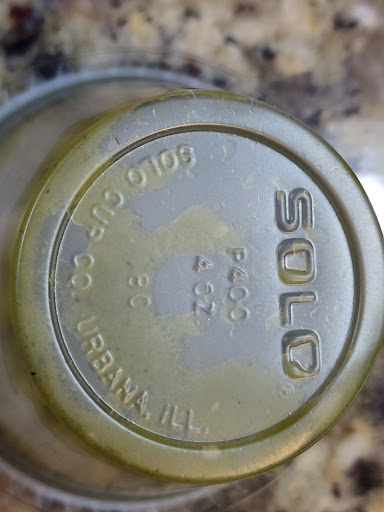 SOLO®
P400
4 OZ
80
SOLO CUP CO. URBANA, ILL.